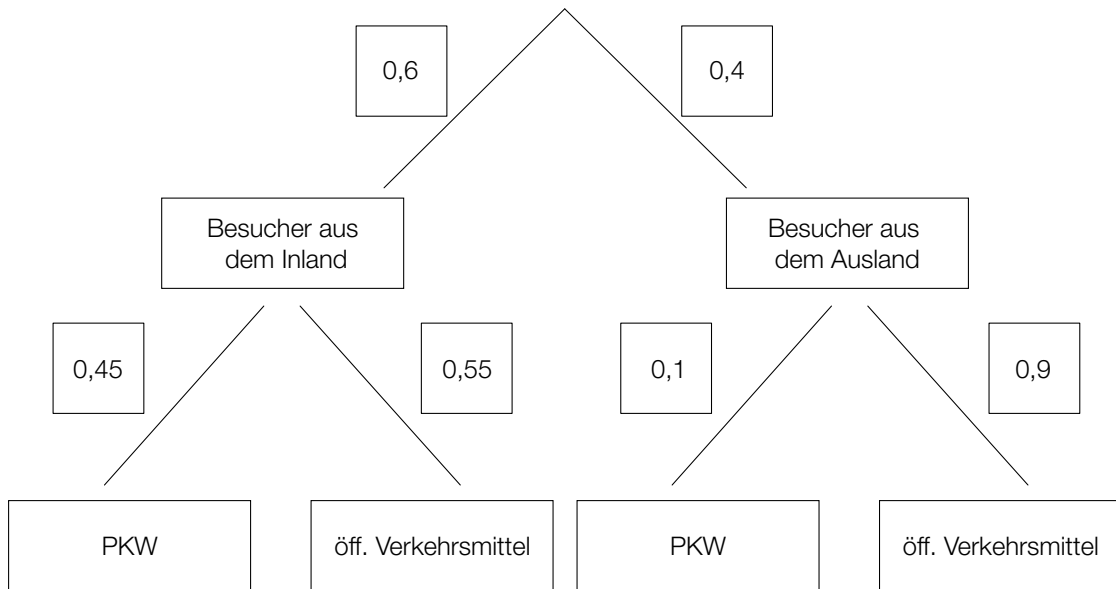 0,6
0,4
Besucher aus
dem Inland
Besucher aus
dem Ausland
0,45
0,55
0,1
0,9
PKW
öff. Verkehrsmittel
PKW
öff. Verkehrsmittel